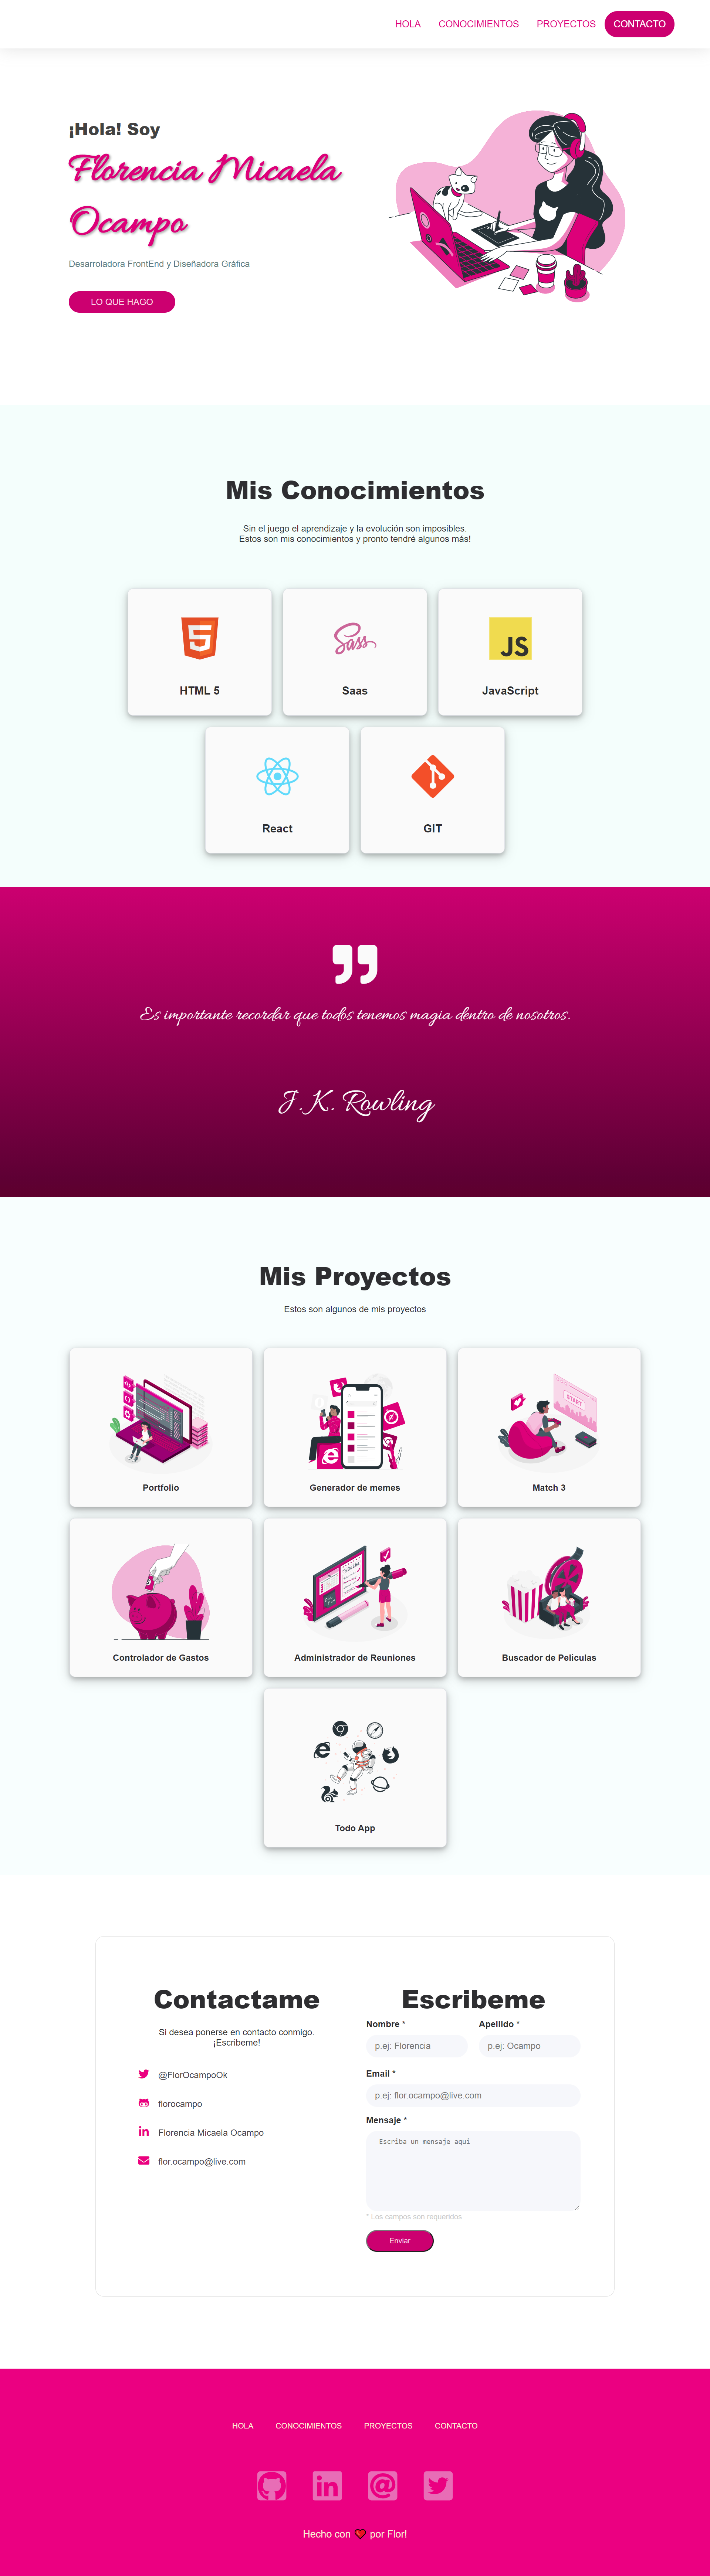 HOLA CONOCIMIENTOS PROYECTOS CONTACTO
¡Hola! Soy
Florencia Micaela
Ocampo
Desarroladora FrontEnd y Diseñadora Gráfica
LO QUE HAGO
Mis Conocimientos
Sin el juego el aprendizaje y la evolución son imposibles.
Estos son mis conocimientos y pronto tendré algunos más!
HTML 5
Sass
Saas
JS
JavaScript
React
GIT
Es importante recordar que todos tenemos magia dentro de nosotros.
J.K. Rowling
Mis Proyectos
Estos son algunos de mis proyectos
Portfolio
Generador de memes
START
Match 3
Controlador de Gastos
Administrador de Reuniones
Buscador de Películas
Todo App
Contactame
Si desea ponerse en contacto conmigo.
¡Escribeme!
@FlorOcampoOk
florocampo
Florencia Micaela Ocampo
flor.ocampo@live.com
Escribeme
Nombre * Apellido *
p.ej: Florencia p.ej: Ocampo
Email *
p.ej: flor.ocampo@live.com
Mensaje *
Escriba un mensaje aquí
* Los campos son requeridos
Enviar
HOLA CONOCIMIENTOS PROYECTOS CONTACTO
Hecho con ❤ por Flor!